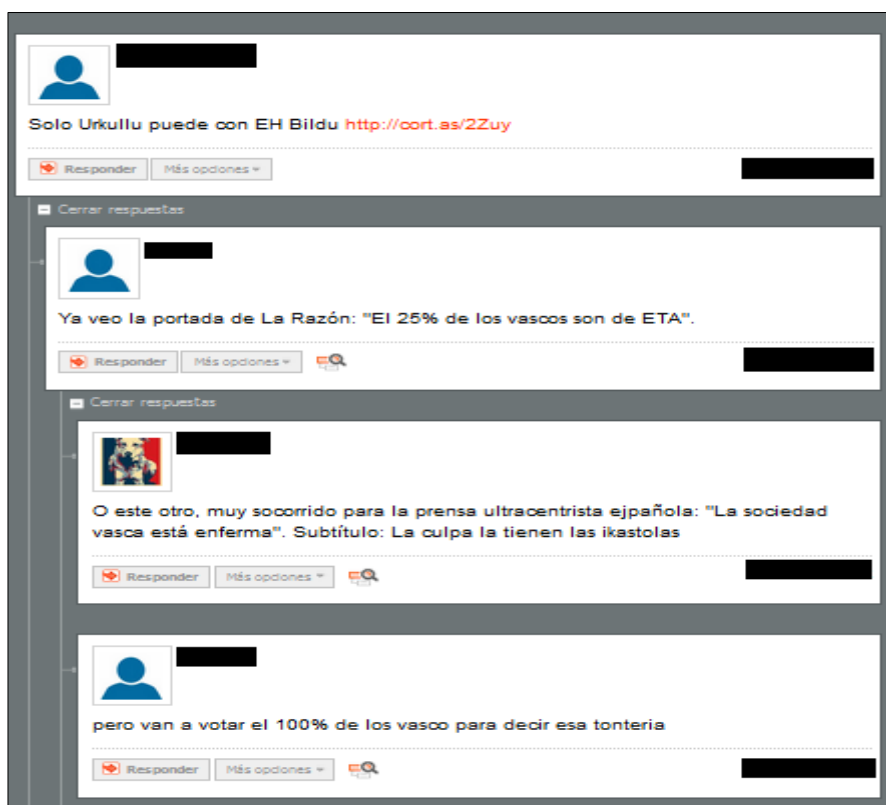 Solo Urkullu puede con EH Bildu http://cort.as/2Zuy
Responder Más opciones
Cerrar respuestas
Ya veo la portada de La Razón: "El 25% de los vascos son de ETA".
Responder Más opciones
Cerrar respuestas
O este otro, muy socorrido para la prensa ultracentrista ejpañola: "La sociedad
vasca está enferma". Subtítulo: La culpa la tienen las ikastolas
Responder Más opciones
pero van a votar el 100% de los vasco para decir esa tonteria
Responder Más opciones